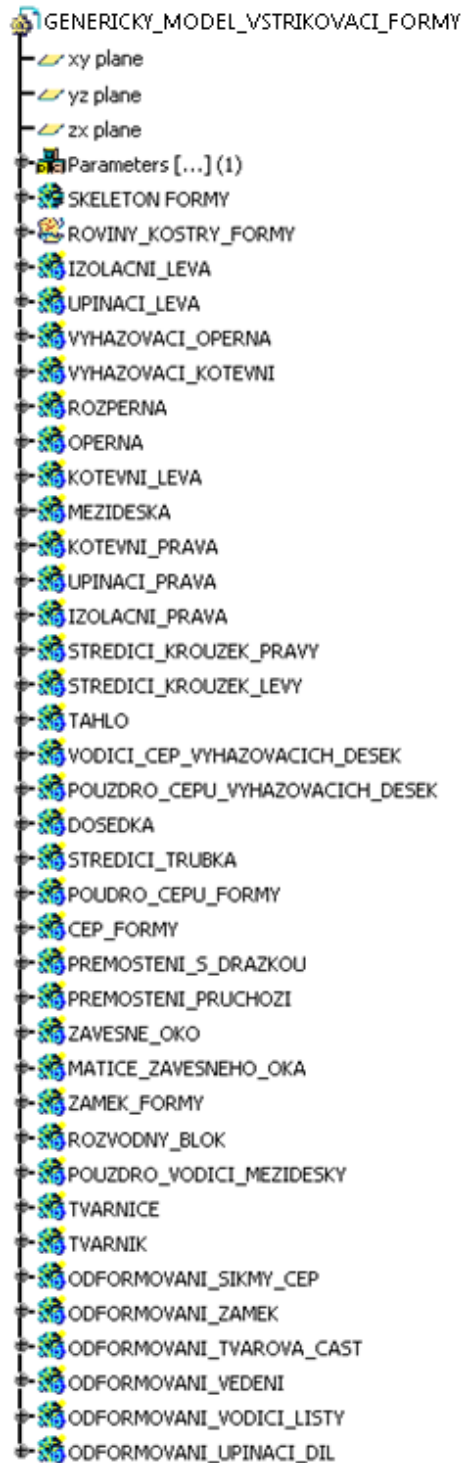 GENERICKY_MODEL_VSTRIKOVACI_FORMY
xy plane
yz plane
zx plane
Parameters [...] (1)
SKELETON FORMY
ROVINY_KOSTRY_FORMY
IZOLACNI_LEVA
UPINACI_LEVA
VYHAZOVACI_OPERNA
VYHAZOVACI_KOTEVNI
ROZPERNA
OPERNA
KOTEVNI_LEVA
MEZIDESKA
KOTEVNI_PRAVA
UPINACI_PRAVA
IZOLACNI_PRAVA
STREDICI_KROUZEK_PRAVY
STREDICI_KROUZEK_LEVY
TAHLO
VODICI_CEP_VYHAZOVACICH_DESEK
POUZDRO_CEPU_VYHAZOVACICH_DESEK
DOSEDKA
STREDICI_TRUBKA
POUDRO_CEPU_FORMY
CEP_FORMY
PREMOSTENI_S_DRAZKOU
PREMOSTENI_PRUCHOZI
ZAVESNE_OKO
MATICE_ZAVESNEHO_OKA
ZAMEK_FORMY
ROZVODNY_BLOK
POUZDRO_VODICI_MEZIDESKY
TVARNICE
TVARNIK
ODFORMOVANI_SIKMY_CEP
ODFORMOVANI_ZAMEK
ODFORMOVANI_TVAROVA_CAST
ODFORMOVANI_VEDENI
ODFORMOVANI_VODICI_LISTY
ODFORMOVANI_UPINACI_DIL